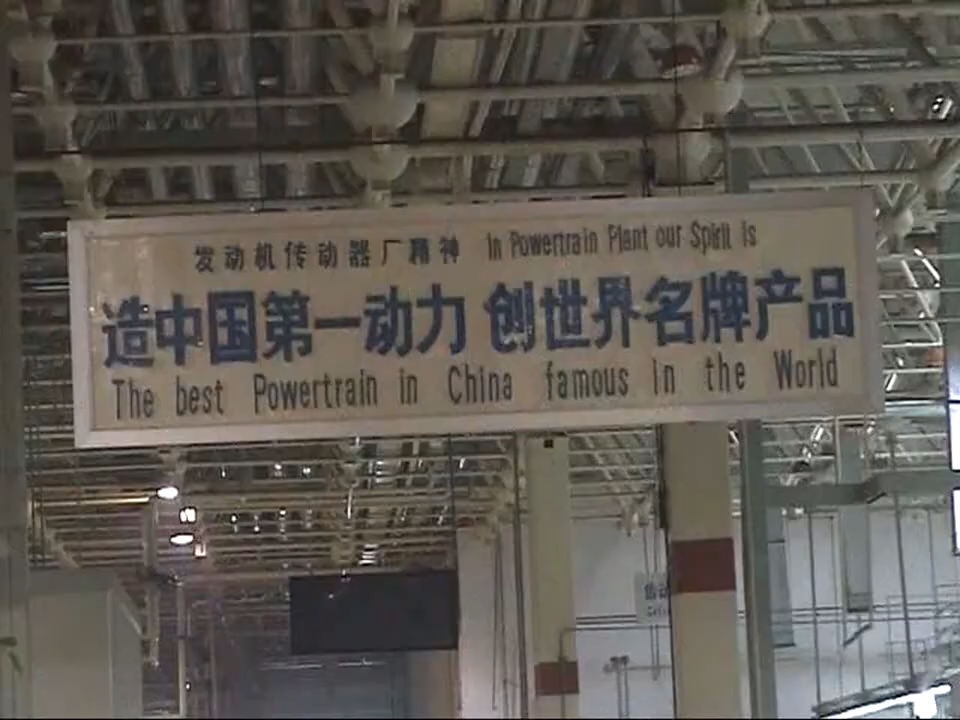 发动机传动器厂精神 In Powertrain Plant our Spirit is
造中国第一动力 创世界名牌产品
The best Powertrain in China famous in the World